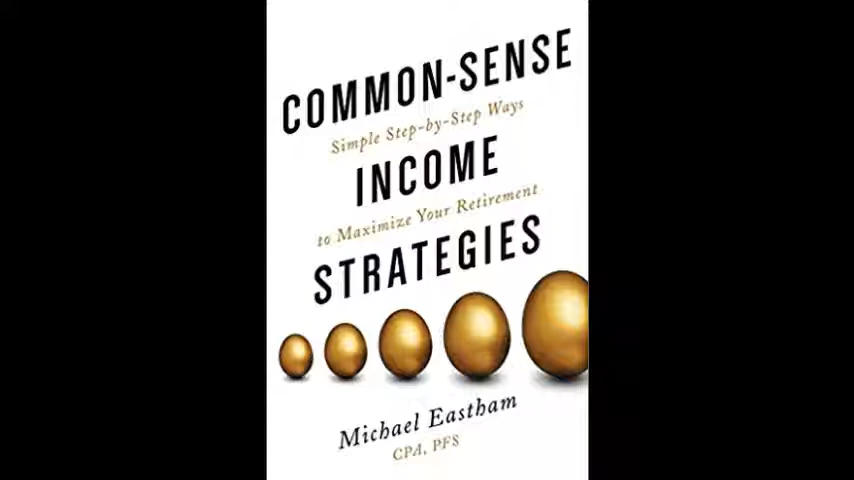 COMMON-SENSE
Simple Step-by-Step Ways
INCOME
to Maximize Your Retirement
STRATEGIES
Michael Eastham
CPA, PFS